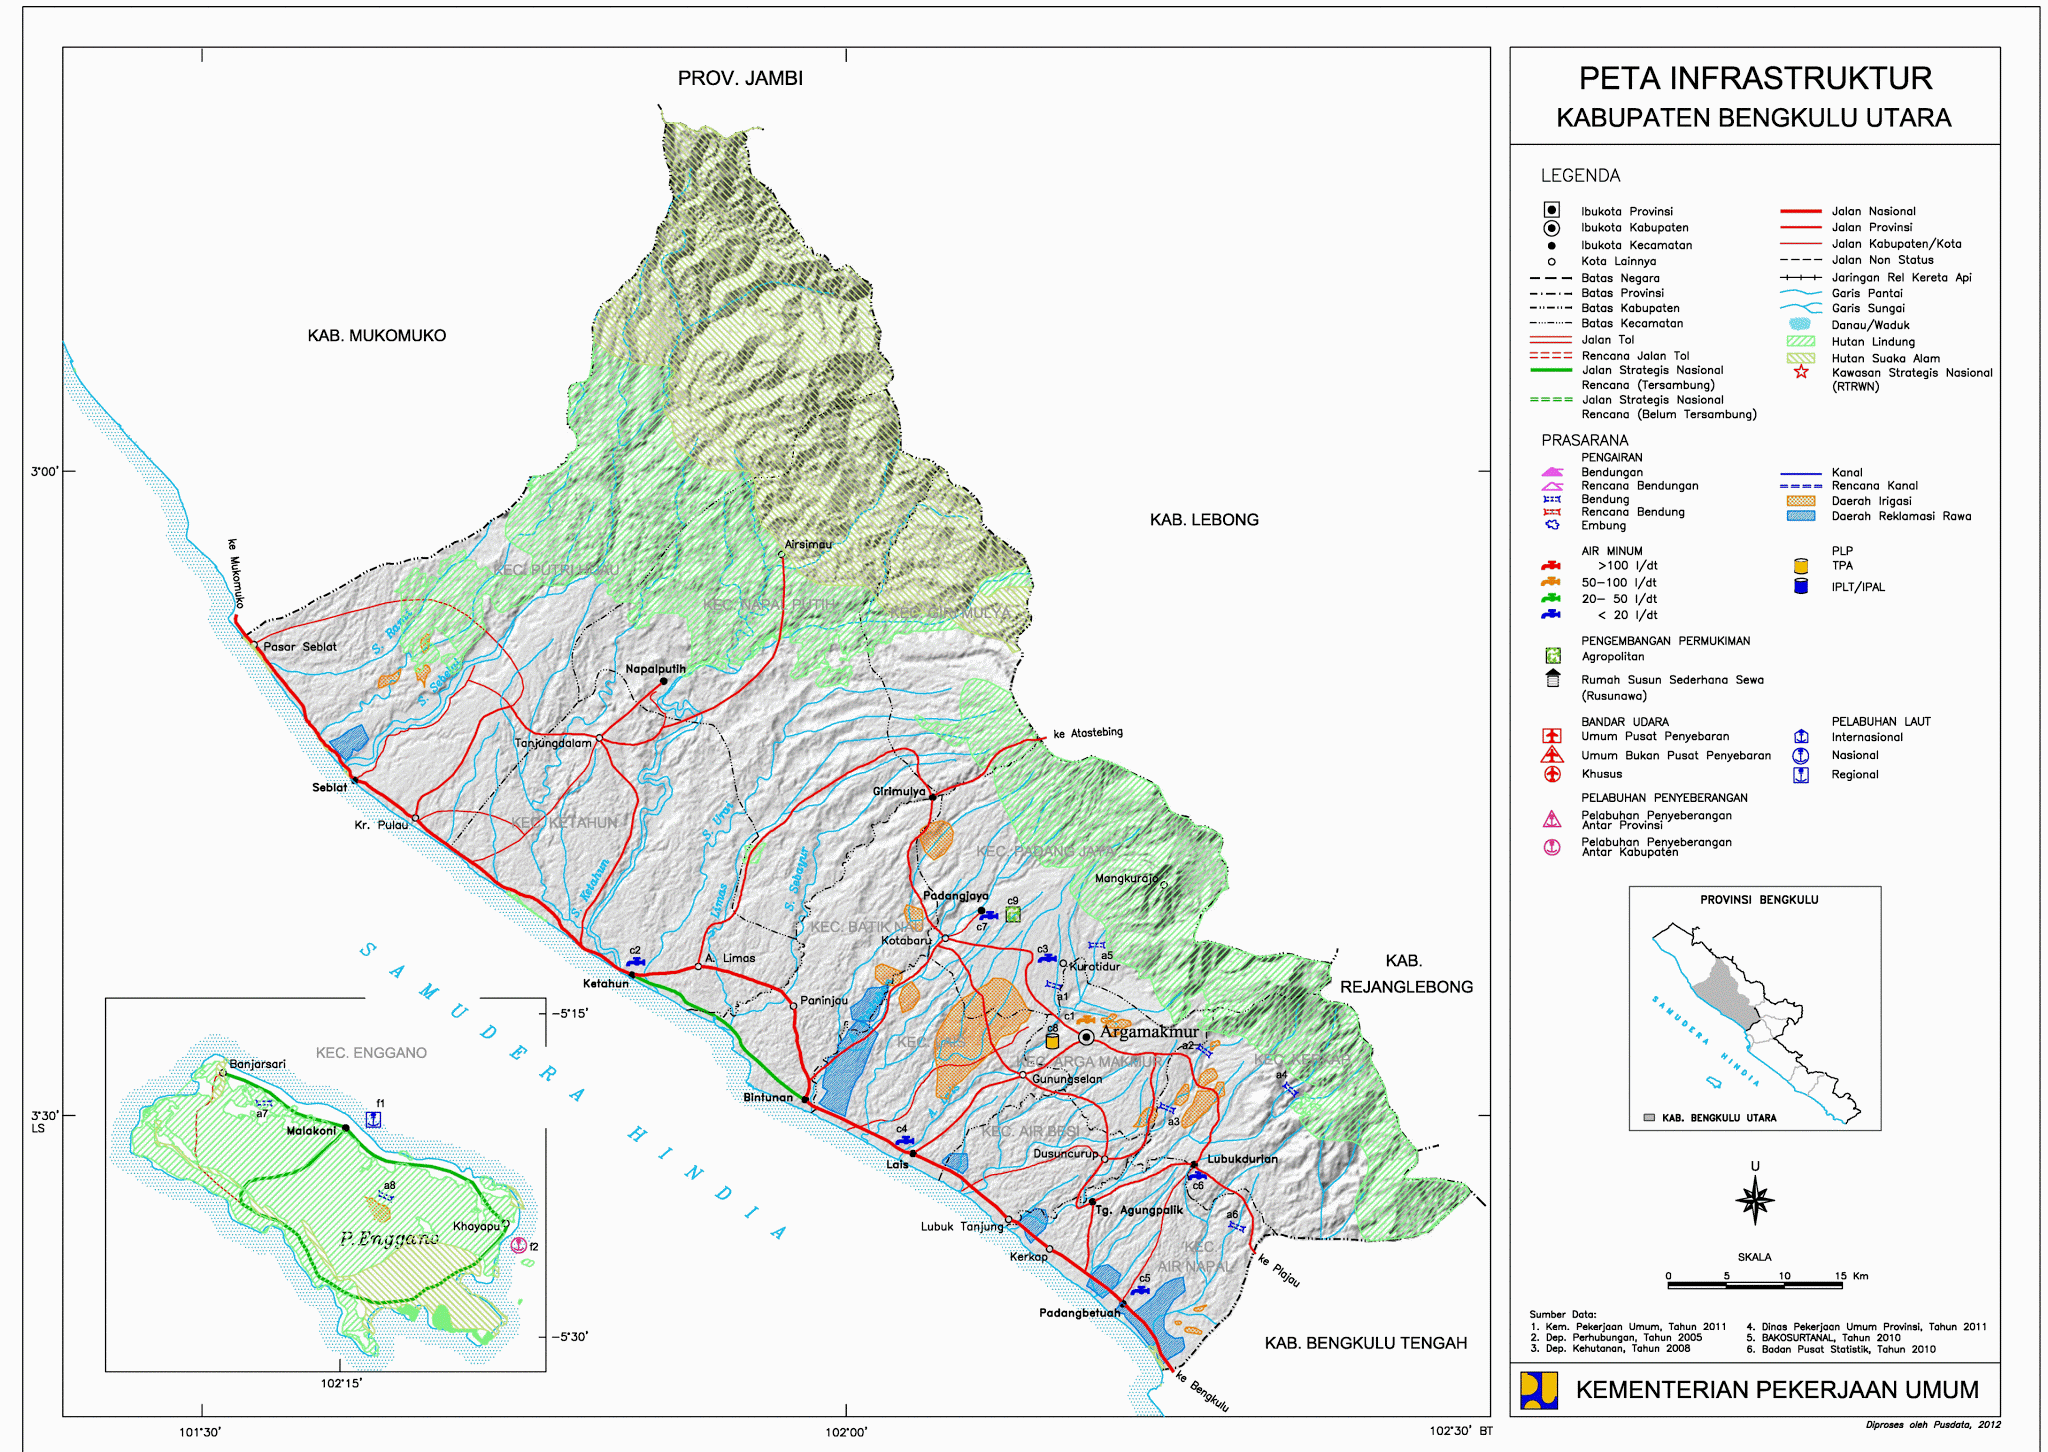 PROV. JAMBI
KAB. MUKOMUKO
KAB. LEBONG
KAB.
REJANGLEBONG
KAB. BENGKULU TENGAH
3°00'
3°30'
LS
101°30'
102°00'
102°30' BT
ke Mukomuko
Pasar Seblat
Seblat
Kr. Pulau
Tanjungdalam
Napalputih
Airsimau
KEC. PUTRI HIJAU
KEC. NAPAL PUTIH
KEC. GIRI MULYA
KEC. KETAHUN
S. Seblat
S. Ketahun
S. Urai
S. Limas
S. Sebayur
ke Atastebing
Girimulya
KEC. PADANG JAYA
Mangkurajo
Padangjaya
c9
c7
KEC. BATIK NAU
Kotabaru
c3
a5
Kuratidur
a1
c2
A. Limas
Ketahun
Paninjau
c1
c8
Argamakmur
KEC. LAIS
KEC. ARGA MAKMUR
a2
KEC. KERKAP
Gunungselan
a4
a3
Bintunan
c4
Lais
KEC. AIR BESI
Dusuncurup
Lubukdurian
c6
Tg. Agungpalik
a6
Lubuk Tanjung
Kerkap
KEC.
AIR NAPAL
ke Plajau
c5
Padangbetuah
ke Bengkulu
SAMUDERA HINDIA
KEC. ENGGANO
5°15'
5°30'
102°15'
Banjarsari
a7
f1
Malakoni
a8
Khayapu
f2
P. Enggano
PETA INFRASTRUKTUR
KABUPATEN BENGKULU UTARA
LEGENDA
Ibukota Provinsi
Ibukota Kabupaten
Ibukota Kecamatan
Kota Lainnya
Batas Negara
Batas Provinsi
Batas Kabupaten
Batas Kecamatan
Jalan Tol
Rencana Jalan Tol
Jalan Strategis Nasional
Rencana (Tersambung)
Jalan Strategis Nasional
Rencana (Belum Tersambung)
Jalan Nasional
Jalan Provinsi
Jalan Kabupaten/Kota
Jalan Non Status
Jaringan Rel Kereta Api
Garis Pantai
Garis Sungai
Danau/Waduk
Hutan Lindung
Hutan Suaka Alam
Kawasan Strategis Nasional
(RTRWN)
PRASARANA
PENGAIRAN
Bendungan
Rencana Bendungan
Bendung
Rencana Bendung
Embung
Kanal
Rencana Kanal
Daerah Irigasi
Daerah Reklamasi Rawa
AIR MINUM
>100 l/dt
50-100 l/dt
20- 50 l/dt
< 20 l/dt
PLP
TPA
IPLT/IPAL
PENGEMBANGAN PERMUKIMAN
Agropolitan
Rumah Susun Sederhana Sewa
(Rusunawa)
BANDAR UDARA
Umum Pusat Penyebaran
Umum Bukan Pusat Penyebaran
Khusus
PELABUHAN LAUT
Internasional
Nasional
Regional
PELABUHAN PENYEBERANGAN
Pelabuhan Penyeberangan
Antar Provinsi
Pelabuhan Penyeberangan
Antar Kabupaten
PROVINSI BENGKULU
SAMUDERA HINDIA
KAB. BENGKULU UTARA
U
SKALA
0 5 10 15 Km
Sumber Data:
1. Kem. Pekerjaan Umum, Tahun 2011
2. Dep. Perhubungan, Tahun 2005
3. Dep. Kehutanan, Tahun 2008
4. Dinas Pekerjaan Umum Provinsi, Tahun 2011
5. BAKOSURTANAL, Tahun 2010
6. Badan Pusat Statistik, Tahun 2010
KEMENTERIAN PEKERJAAN UMUM
Diproses oleh Pusdata, 2012